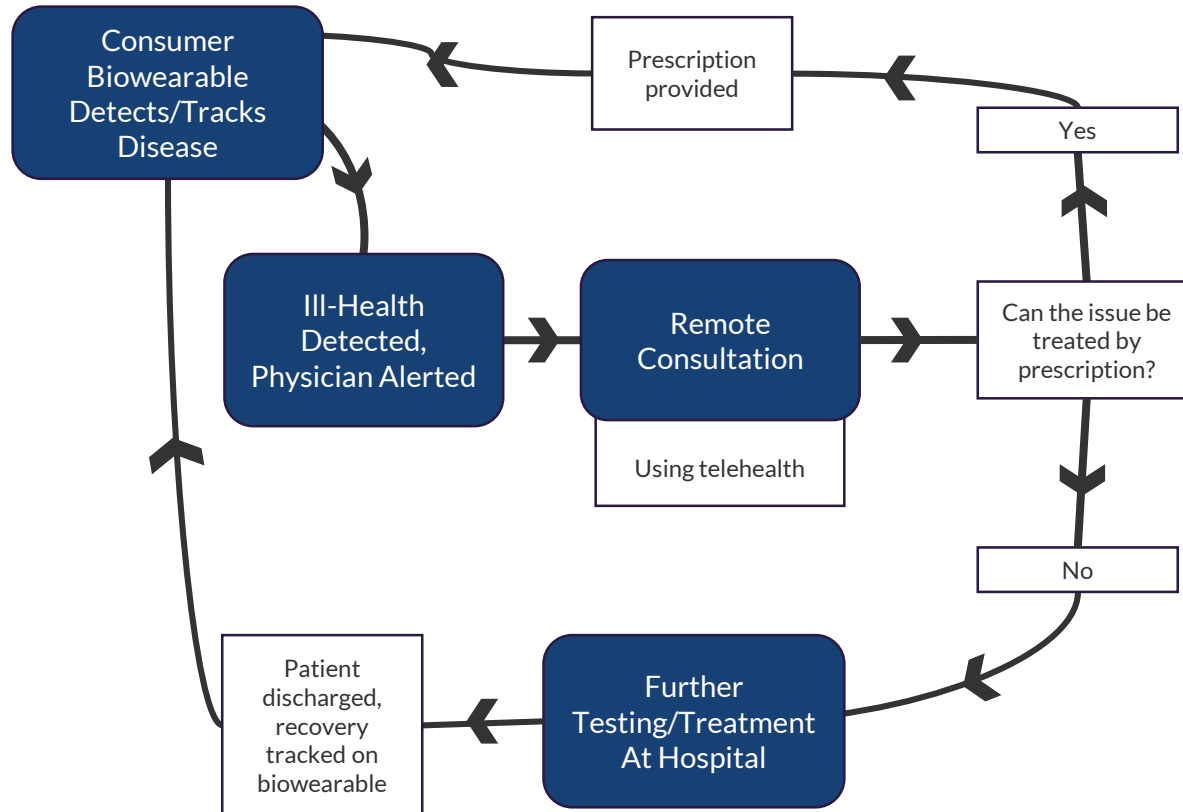 Consumer
Biowearable
Detects/Tracks
Disease
Prescription
provided
Yes
Ill-Health
Detected,
Physician Alerted
Remote
Consultation
Using telehealth
Can the issue be
treated by
prescription?
No
Further
Testing/Treatment
At Hospital
Patient
discharged,
recovery
tracked on
biowearable